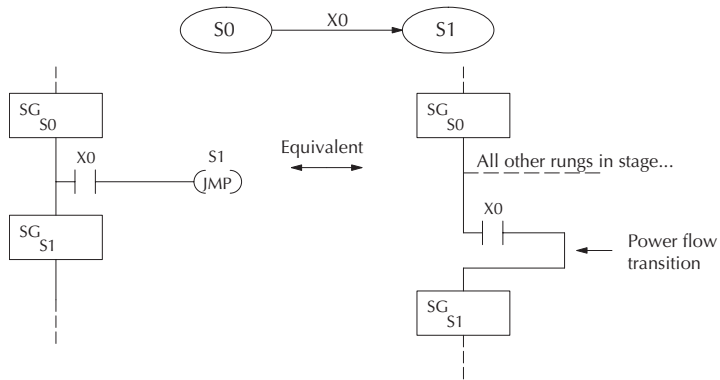 S0
X0
S1
SG
S0
X0
S1
JMP
SG
S1
Equivalent
SG
S0
All other rungs in stage...
X0
Power flow
transition
SG
S1